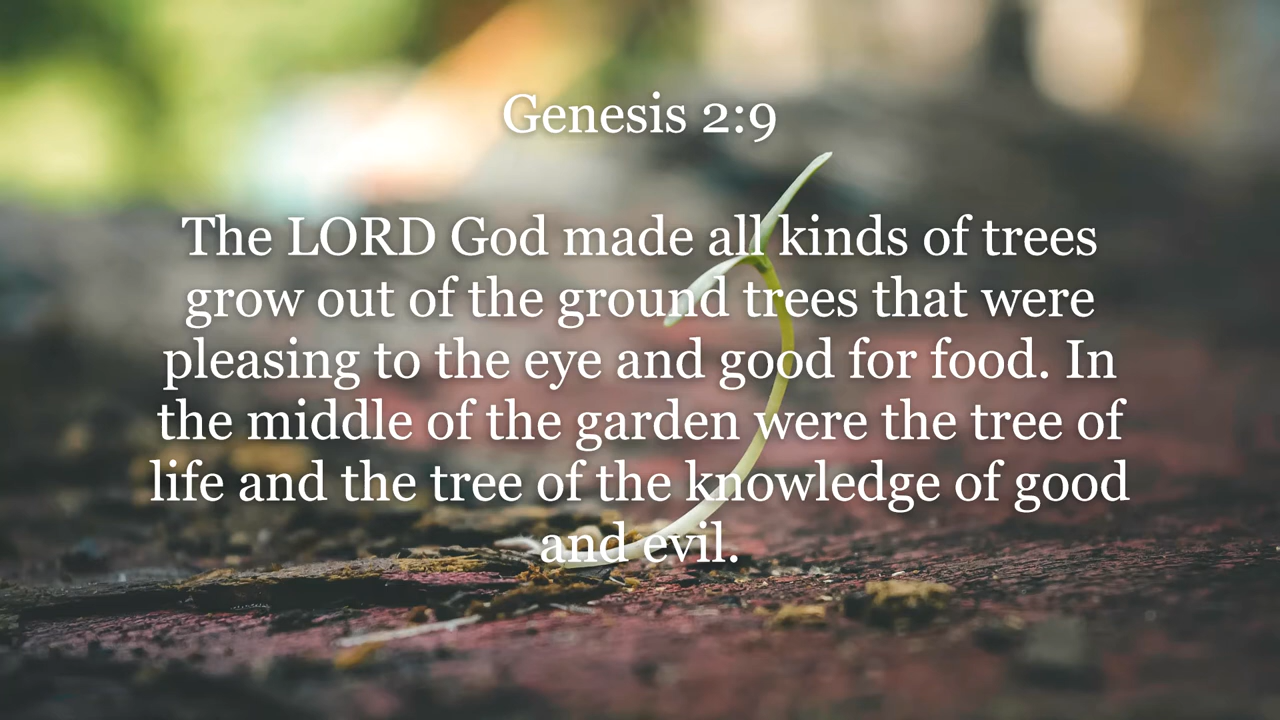 Genesis 2:9
The LORD God made all kinds of trees
grow out of the ground trees that were
pleasing to the eye and good for food. In
the middle of the garden were the tree of
life and the tree of the knowledge of good
and evil.